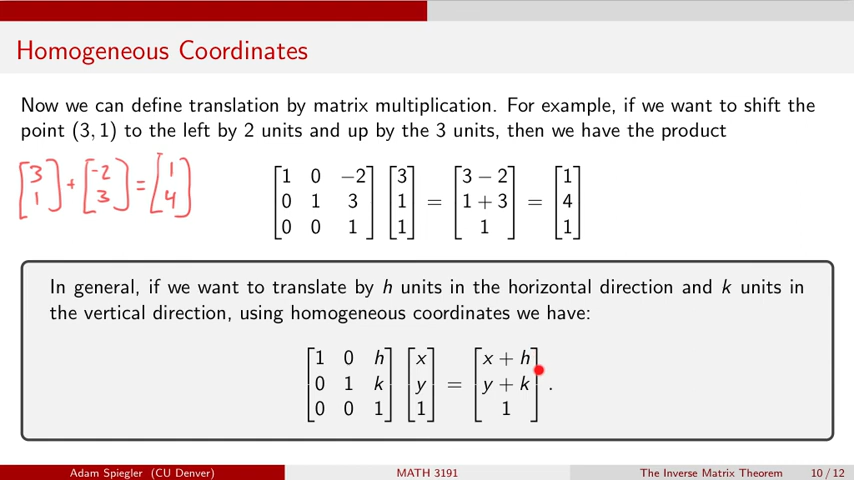 Homogeneous Coordinates
Now we can define translation by matrix multiplication. For example, if we want to shift the
point (3, 1) to the left by 2 units and up by the 3 units, then we have the product
[3 1] + [-2 3] = [1 4]
[1 0 −2] [3] [3 − 2] [1]
[0 1 3] [1] = [1 + 3] = [4]
[0 0 1] [1] [1] [1]
In general, if we want to translate by h units in the horizontal direction and k units in
the vertical direction, using homogeneous coordinates we have:
[1 0 h] [x] [x + h]
[0 1 k] [y] = [y + k] .
[0 0 1] [1] [1]
Adam Spiegler (CU Denver) MATH 3191 The Inverse Matrix Theorem 10 / 12